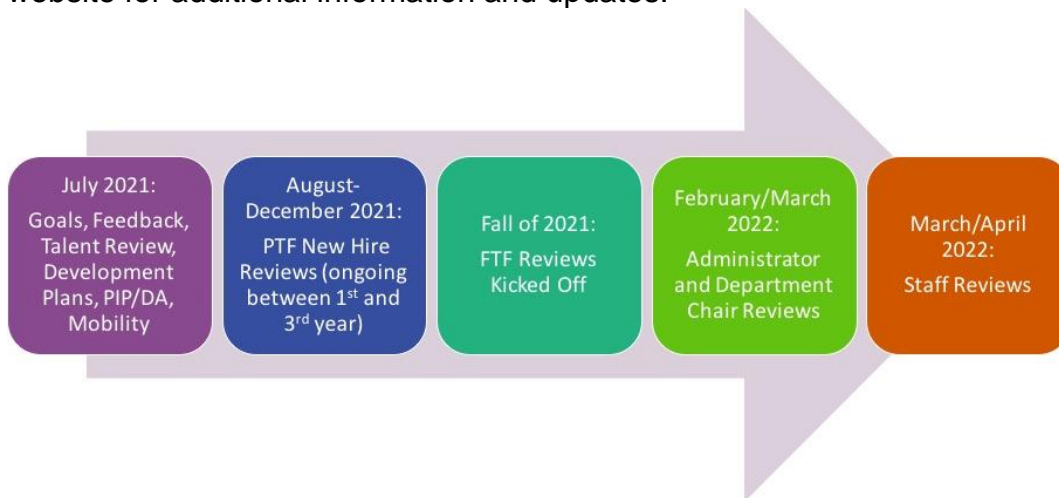 website for additional information and updates.
July 2021:
Goals, Feedback,
Talent Review,
Development
Plans, PIP/DA,
Mobility
August-
December 2021:
PTF New Hire
Reviews (ongoing
between 1st and
3rd year)
Fall of 2021:
FTF Reviews
Kicked Off
February/March
2022:
Administrator
and Department
Chair Reviews
March/April
2022:
Staff Reviews